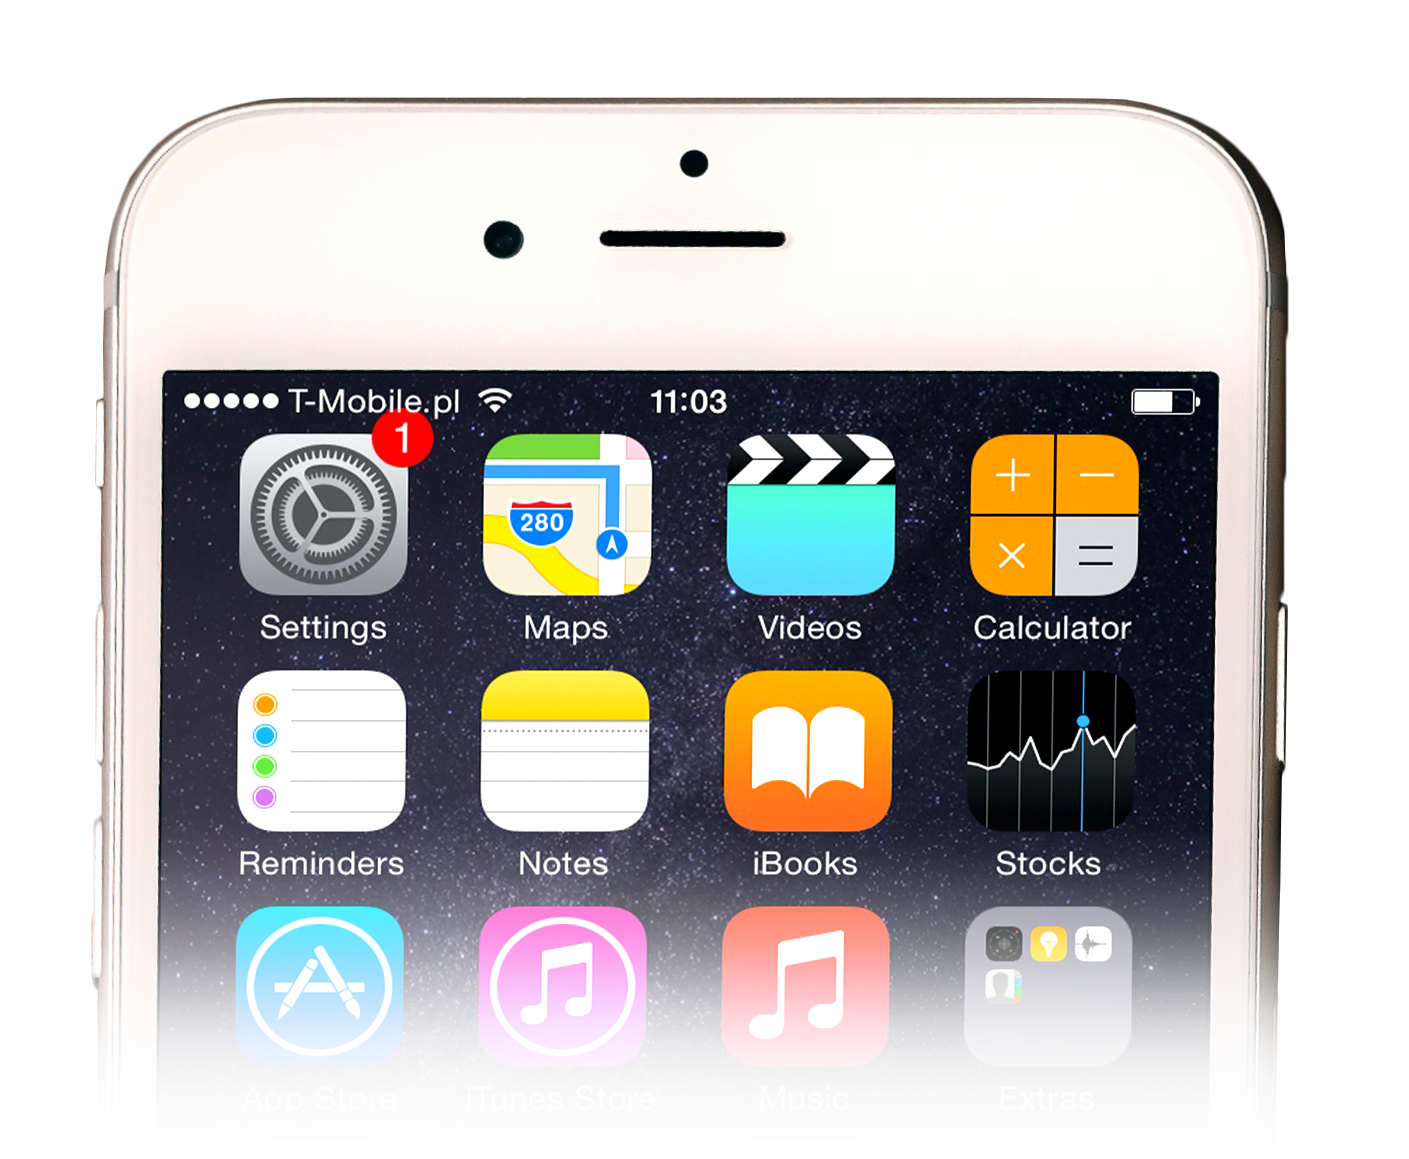 T-Mobile.pl 11:03
1
280
Settings Maps Videos Calculator
Reminders Notes iBooks Stocks
App Store iTunes Store Music Extras